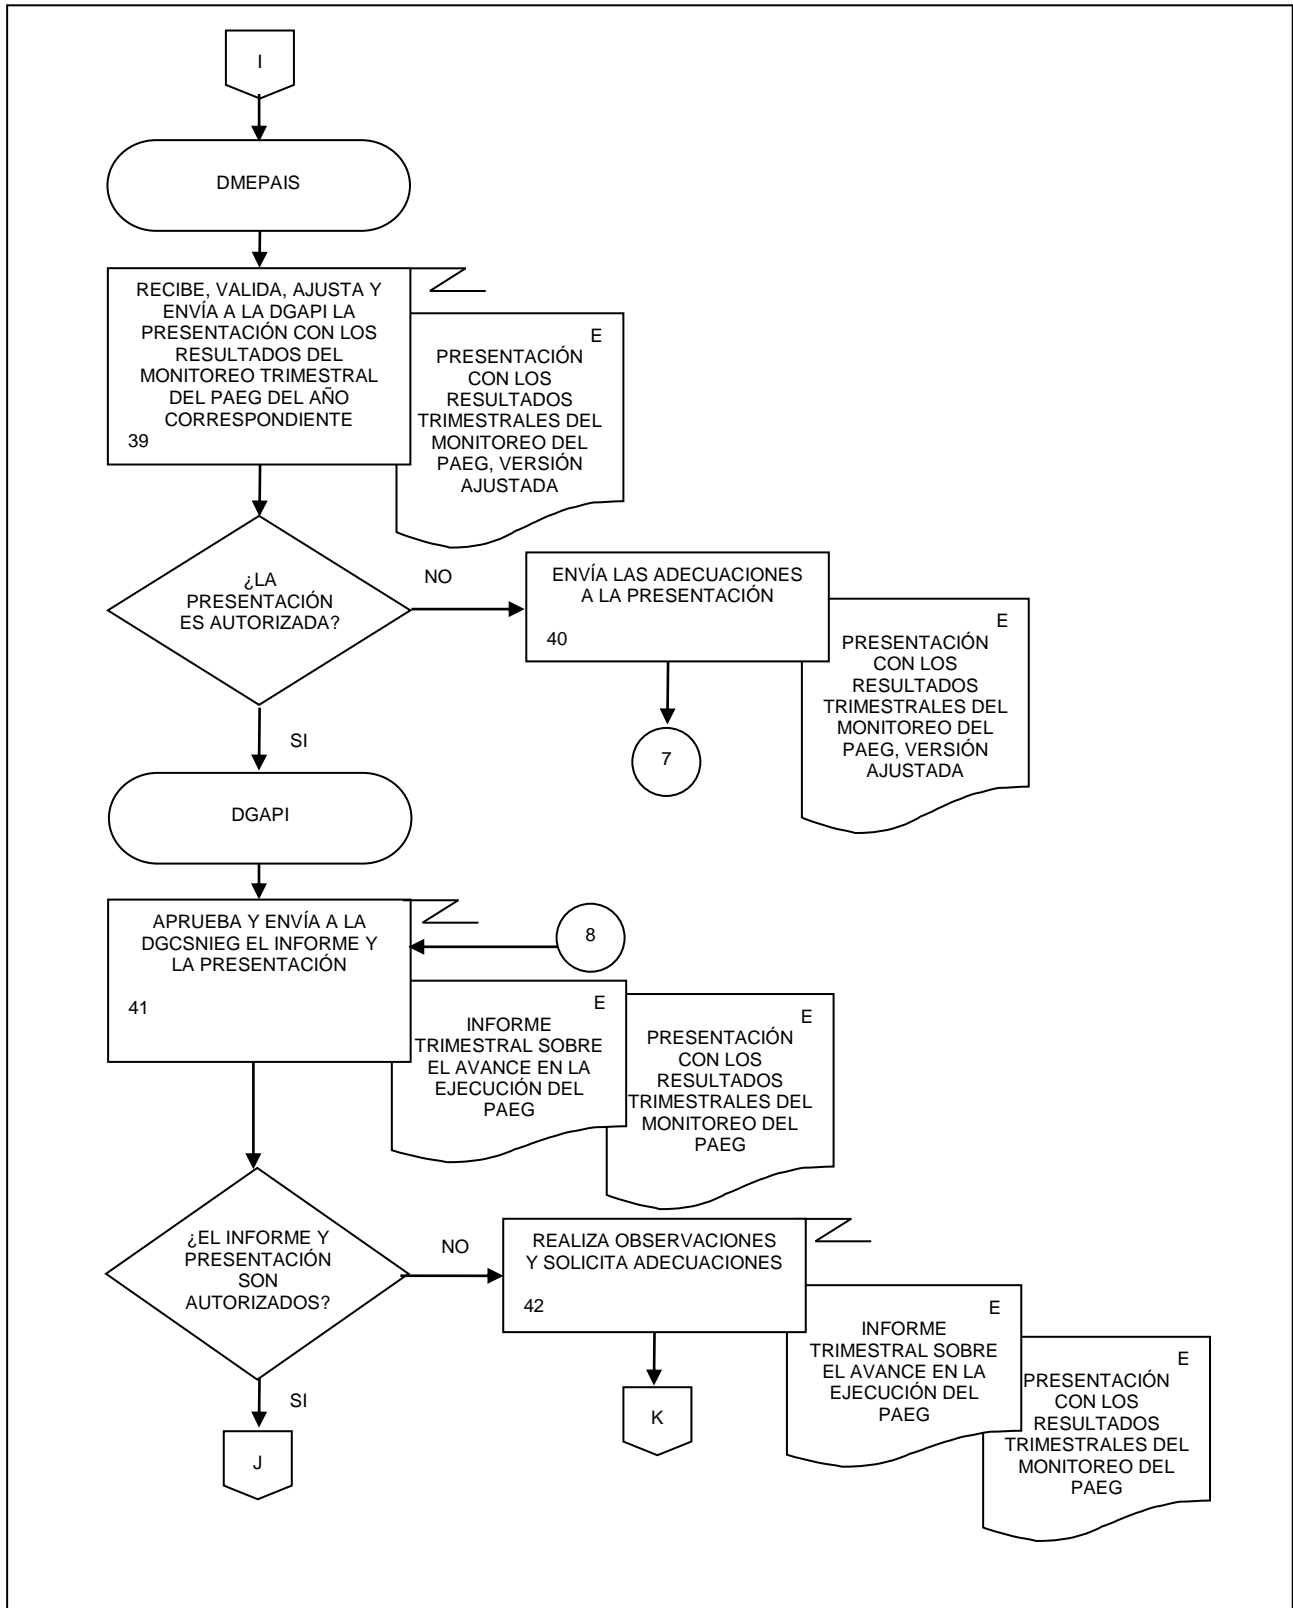 I
DMEPAIS
RECIBE, VALIDA, AJUSTA Y
ENVÍA A LA DGAPI LA
PRESENTACIÓN CON LOS
RESULTADOS DEL
MONITOREO TRIMESTRAL
DEL PAEG DEL AÑO
CORRESPONDIENTE
39
E
PRESENTACIÓN
CON LOS
RESULTADOS
TRIMESTRALES DEL
MONITOREO DEL
PAEG, VERSIÓN
AJUSTADA
¿LA
PRESENTACIÓN
ES AUTORIZADA?
NO
ENVÍA LAS ADECUACIONES
A LA PRESENTACIÓN
40
E
PRESENTACIÓN
CON LOS
RESULTADOS
TRIMESTRALES DEL
MONITOREO DEL
PAEG, VERSIÓN
AJUSTADA
7
SI
DGAPI
APRUEBA Y ENVÍA A LA
DGCSNIEG EL INFORME Y
LA PRESENTACIÓN
41
8
E
INFORME
TRIMESTRAL SOBRE
EL AVANCE EN LA
EJECUCIÓN DEL
PAEG
E
PRESENTACIÓN
CON LOS
RESULTADOS
TRIMESTRALES DEL
MONITOREO DEL
PAEG
¿EL INFORME Y
PRESENTACIÓN
SON
AUTORIZADOS?
NO
REALIZA OBSERVACIONES
Y SOLICITA ADECUACIONES
42
E
INFORME
TRIMESTRAL SOBRE
EL AVANCE EN LA
EJECUCIÓN DEL
PAEG
E
PRESENTACIÓN
CON LOS
RESULTADOS
TRIMESTRALES DEL
MONITOREO DEL
PAEG
K
SI
J